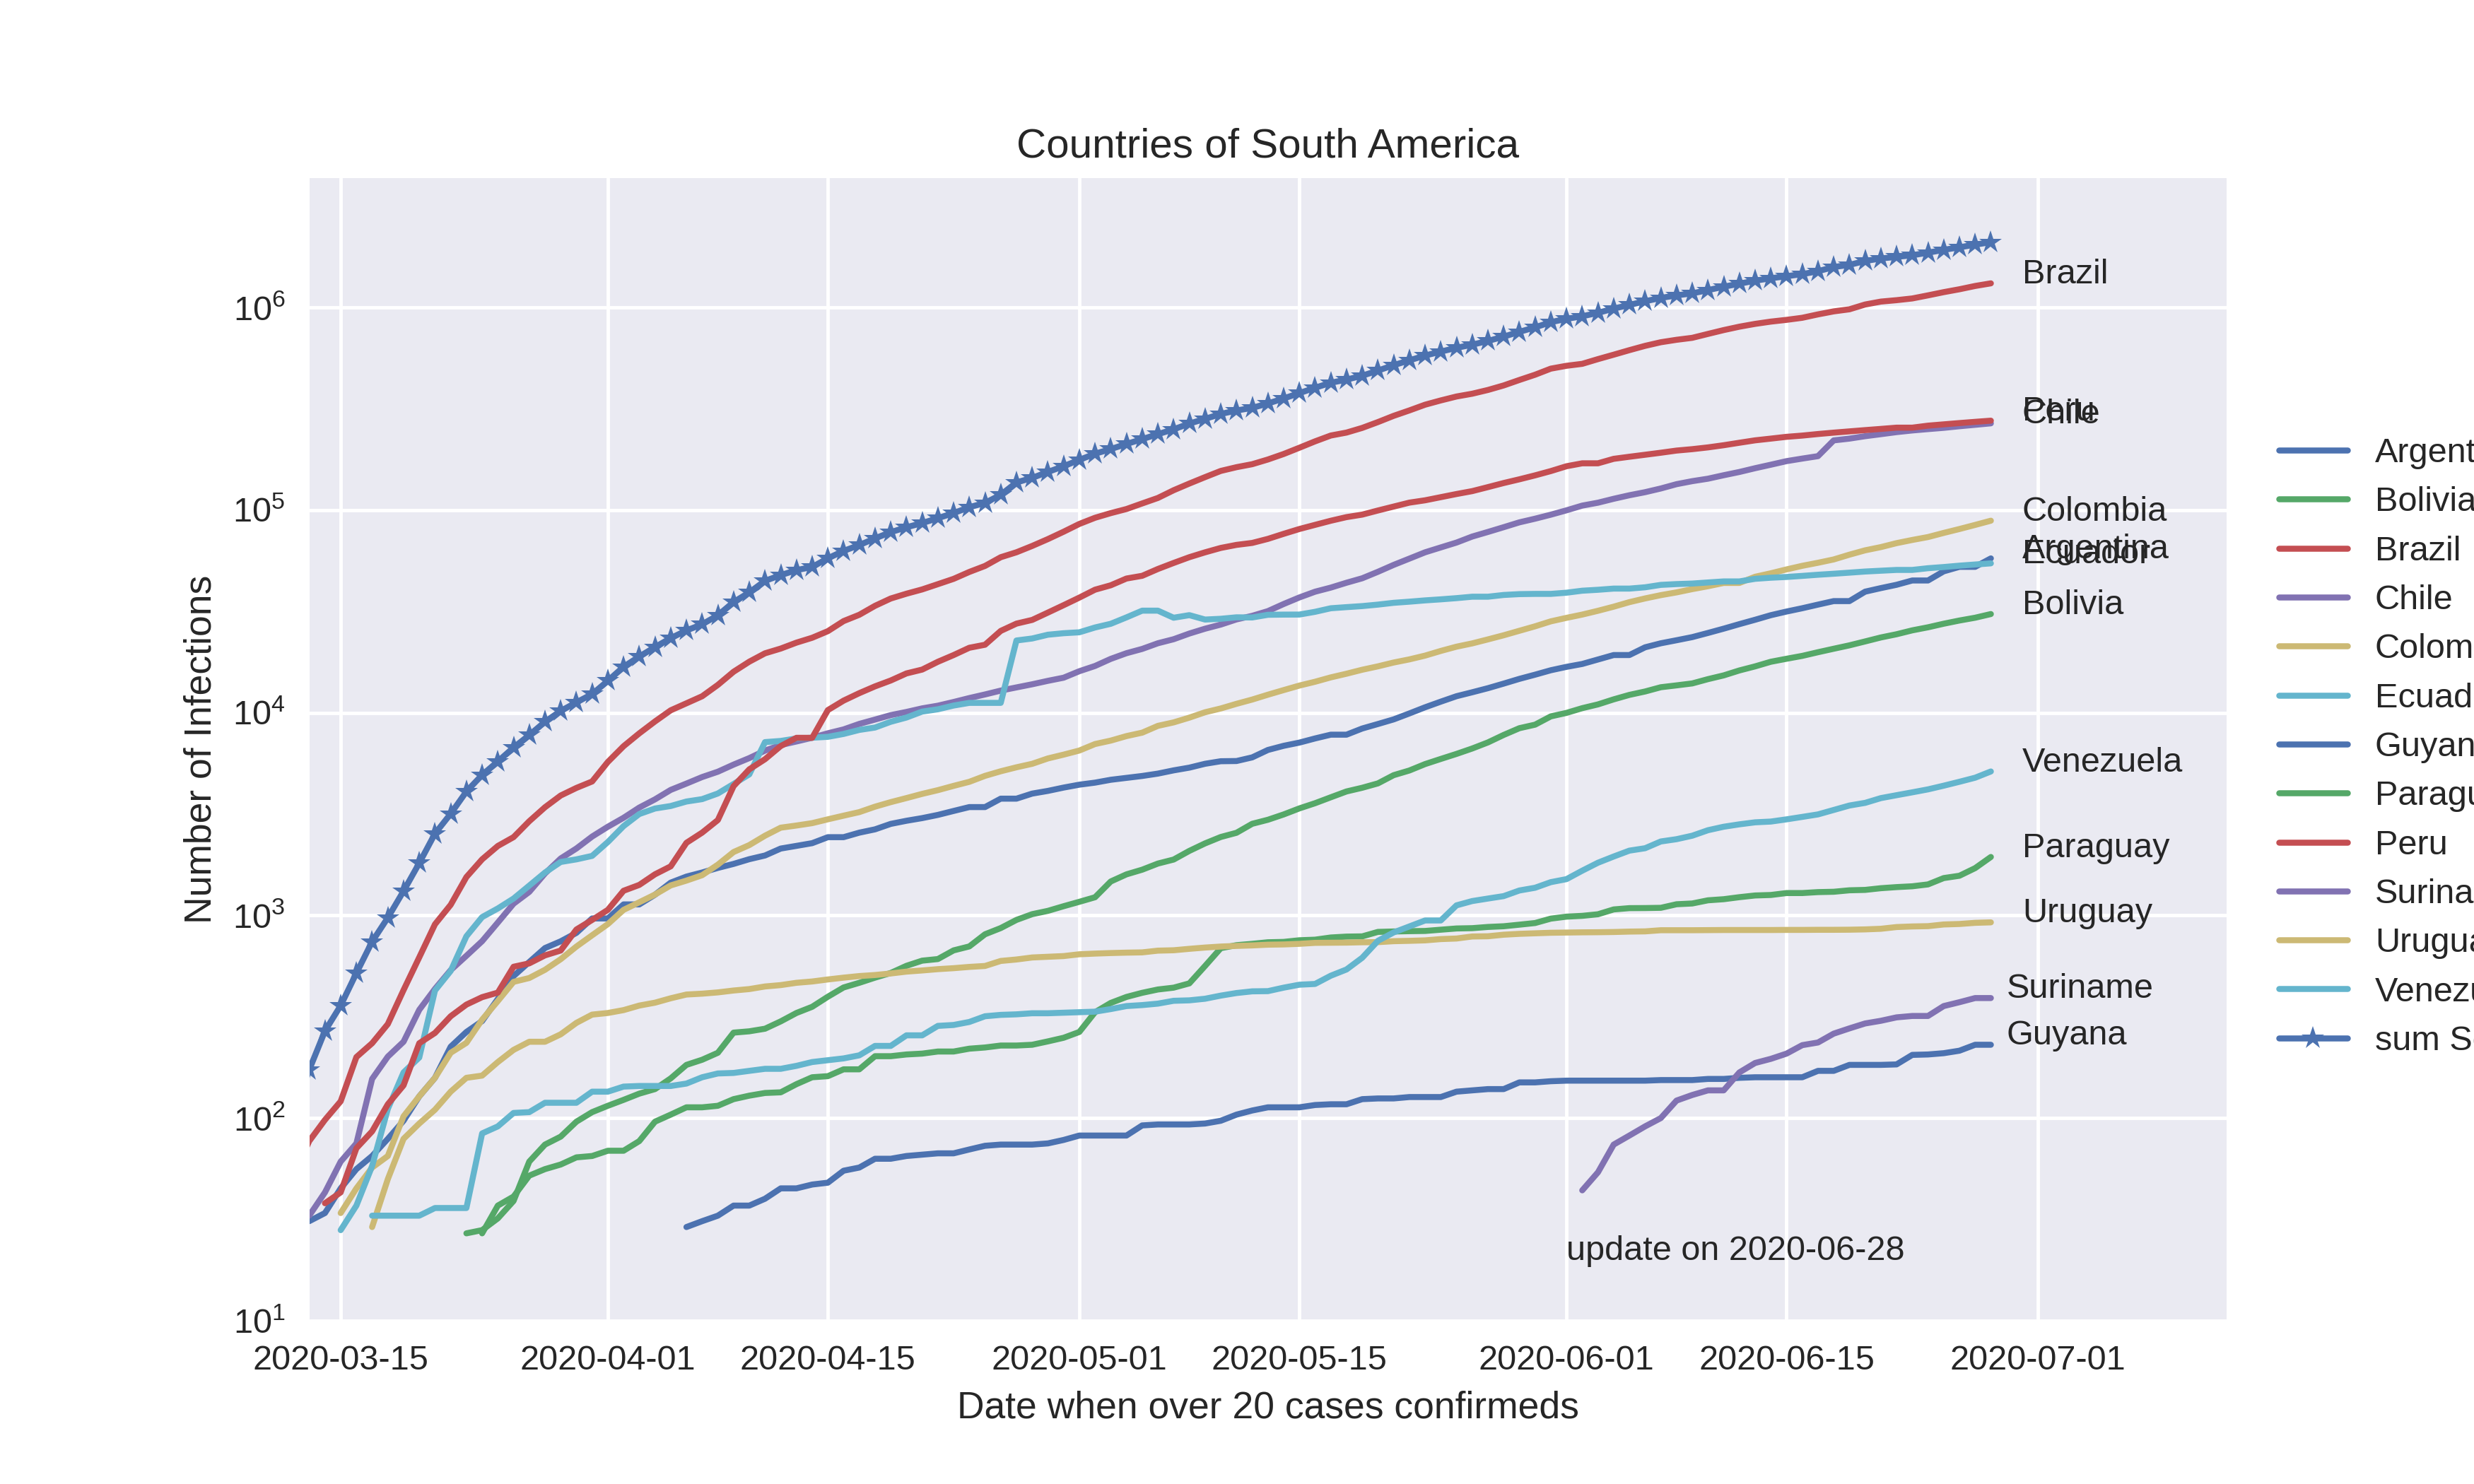 Countries of South America
Number of Infections
10^6
10^5
10^4
10^3
10^2
10^1
Brazil
Peru
Chile
Colombia
Argentina
Ecuador
Bolivia
Venezuela
Paraguay
Uruguay
Suriname
Guyana
update on 2020-06-28
2020-03-15 2020-04-01 2020-04-15 2020-05-01 2020-05-15 2020-06-01 2020-06-15 2020-07-01
Date when over 20 cases confirmeds
Argent
Bolivia
Brazil
Chile
Colom
Ecuad
Guyan
Paragu
Peru
Surina
Urugua
Venezu
sum S